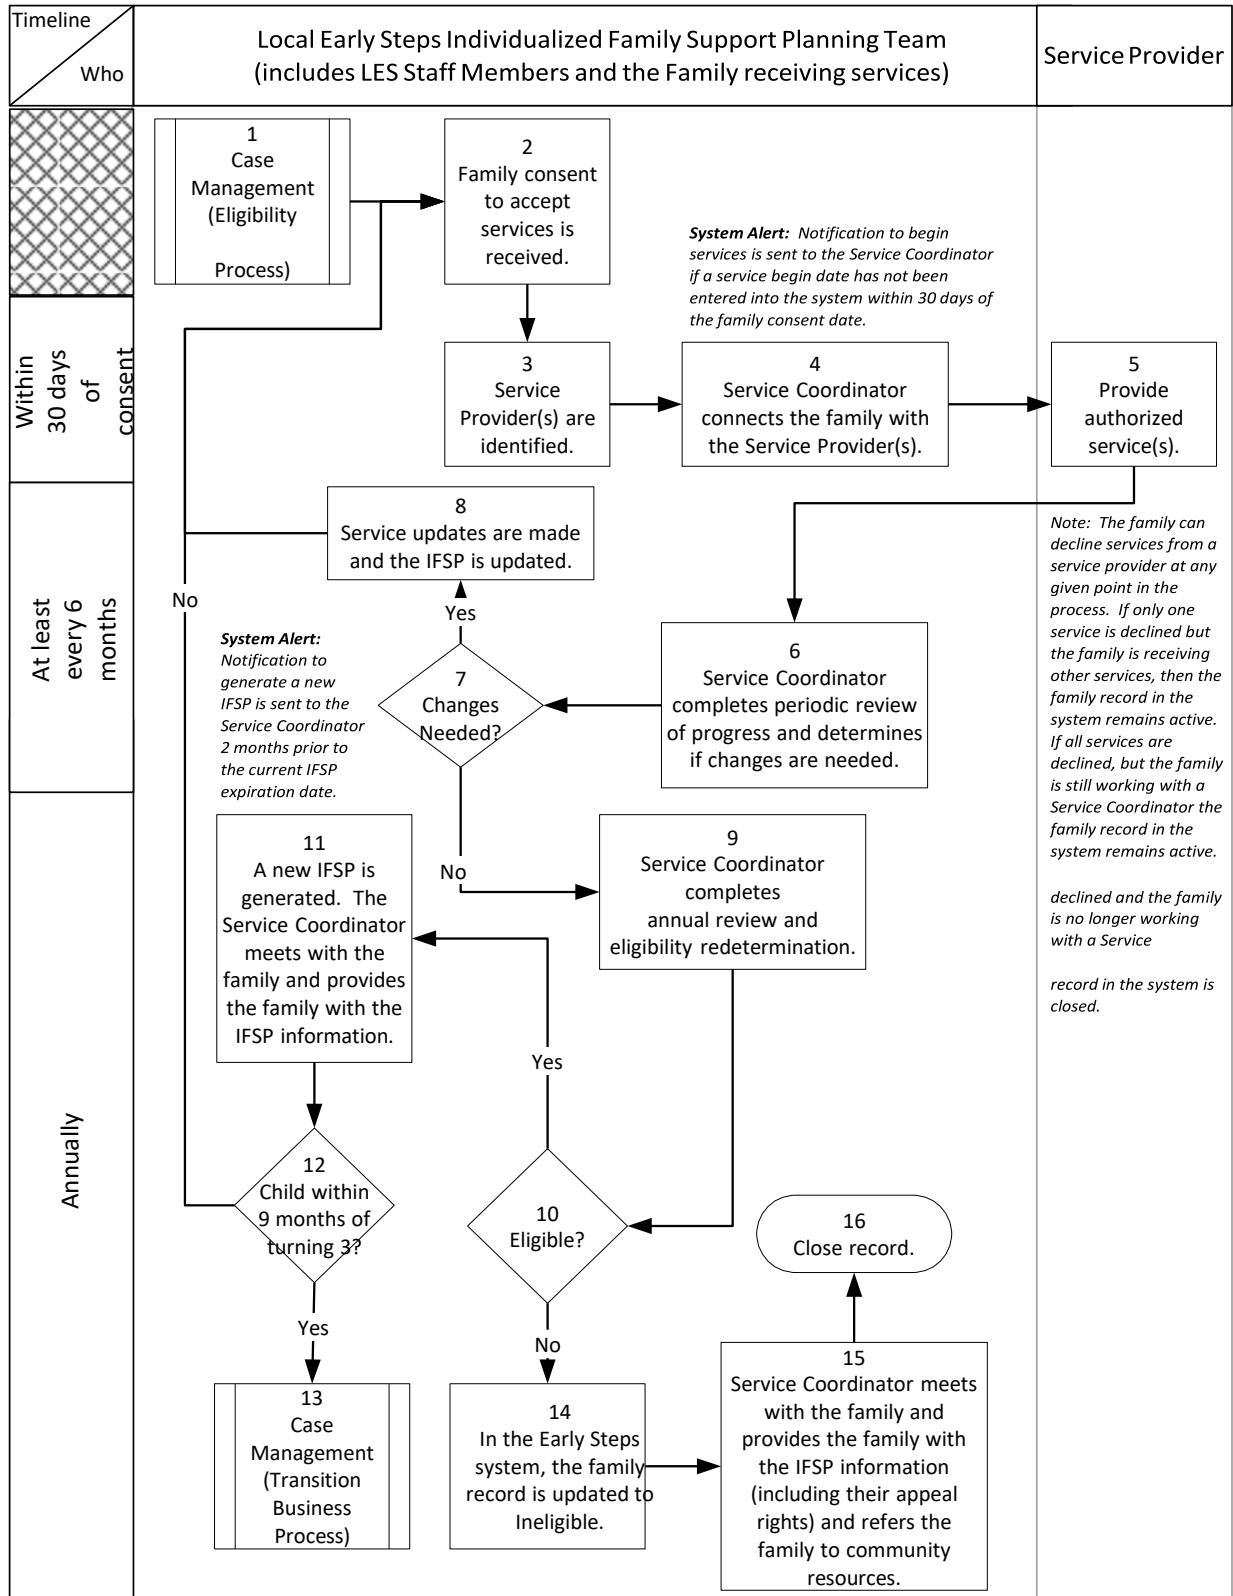 Timeline
Who
Local Early Steps Individualized Family Support Planning Team
(includes LES Staff Members and the Family receiving services)
Service Provider
Within
30 days
of
consent
At least
every 6
months
Annually
1
Case
Management
(Eligibility
Process)
2
Family consent
to accept
services is
received.
System Alert: Notification to begin
services is sent to the Service Coordinator
if a service begin date has not been
entered into the system within 30 days of
the family consent date.
3
Service
Provider(s) are
identified.
4
Service Coordinator
connects the family with
the Service Provider(s).
5
Provide
authorized
service(s).
Note: The family can
decline services from a
service provider at any
given point in the
process. If only one
service is declined but
the family is receiving
other services, then the
family record in the
system remains active.
If all services are
declined, but the family
is still working with a
Service Coordinator the
family record in the
system remains active.
declined and the family
is no longer working
with a Service
record in the system is
closed.
8
Service updates are made
and the IFSP is updated.
No
Yes
System Alert:
Notification to
generate a new
IFSP is sent to the
Service Coordinator
2 months prior to
the current IFSP
expiration date.
7
Changes
Needed?
6
Service Coordinator
completes periodic review
of progress and determines
if changes are needed.
No
9
Service Coordinator
completes
annual review and
eligibility redetermination.
11
A new IFSP is
generated. The
Service Coordinator
meets with the
family and provides
the family with the
IFSP information.
Yes
12
Child within
9 months of
turning 3?
10
Eligible?
16
Close record.
Yes
No
13
Case
Management
(Transition
Business
Process)
14
In the Early Steps
system, the family
record is updated to
Ineligible.
15
Service Coordinator meets
with the family and
provides the family with
the IFSP information
(including their appeal
rights) and refers the
family to community
resources.